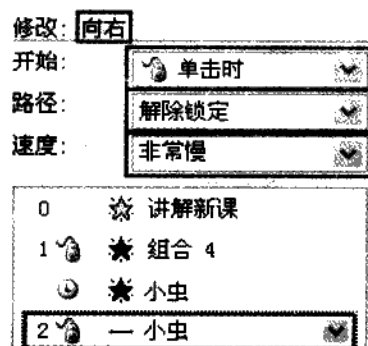 修改: 向右
开始: 单击时
路径: 解除锁定
速度: 非常慢
0 讲解新课
1 组合 4
小虫
2 小虫